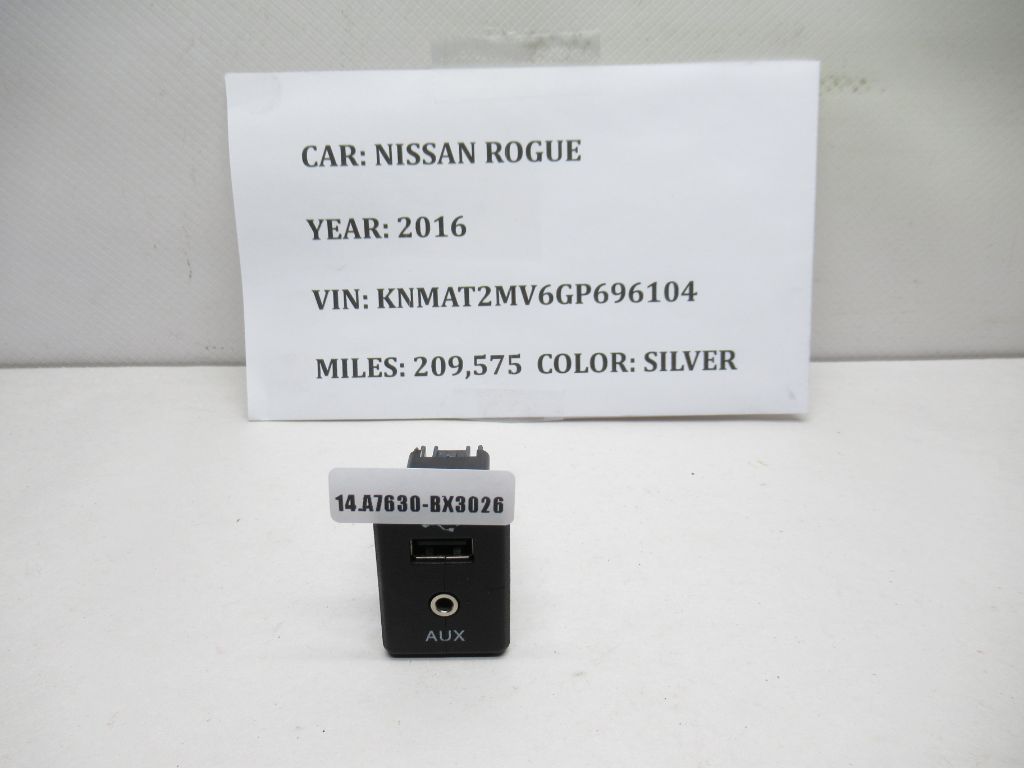 CAR: NISSAN ROGUE
YEAR: 2016
VIN: KNMAT2MV6GP696104
MILES: 209,575 COLOR: SILVER
14.A7630-BX3026
AUX